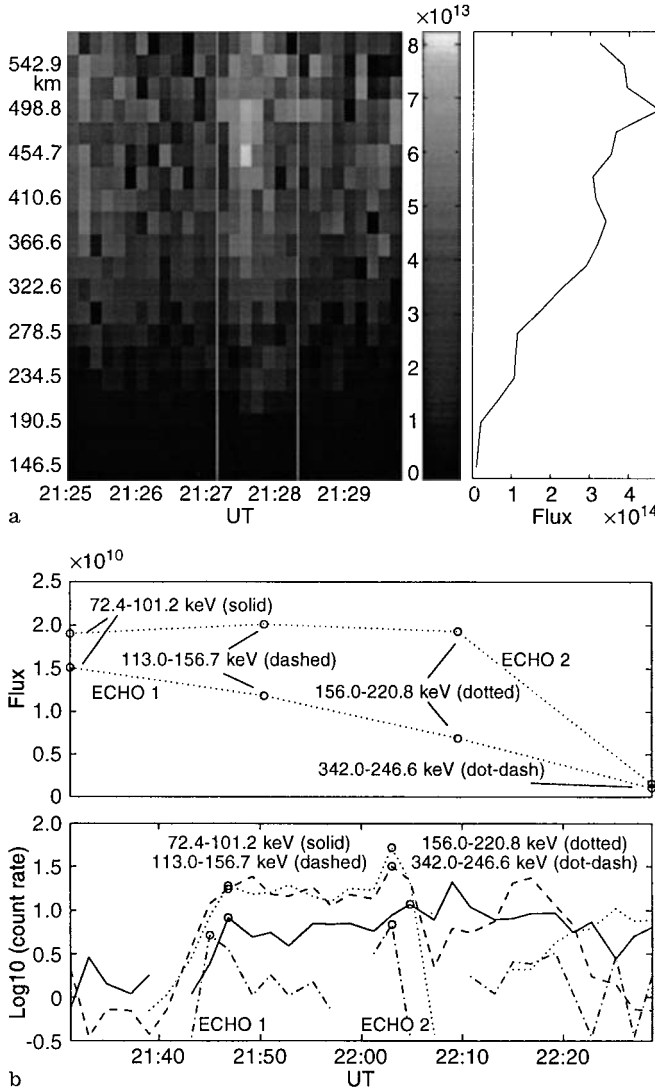 ×10^13
542.9
km
498.8
454.7
410.6
366.6
322.6
278.5
234.5
190.5
146.5
8
7
6
5
4
3
2
1
0
21:25 21:26 21:27 21:28 21:29
UT
0 1 2 3 4
Flux ×10^14
a
×10^10
2.5
2.0
1.5
1.0
0.5
0.0
Flux
72.4-101.2 keV (solid)
113.0-156.7 keV (dashed)
ECHO 1
ECHO 2
156.0-220.8 keV (dotted)
342.0-246.6 keV (dot-dash)
2.0
1.5
1.0
0.5
0
-0.5
Log10 (count rate)
72.4-101.2 keV (solid) 156.0-220.8 keV (dotted)
113.0-156.7 keV (dashed) 342.0-246.6 keV (dot-dash)
ECHO 1 ECHO 2
21:40 21:50 22:00 22:10 22:20
UT
b